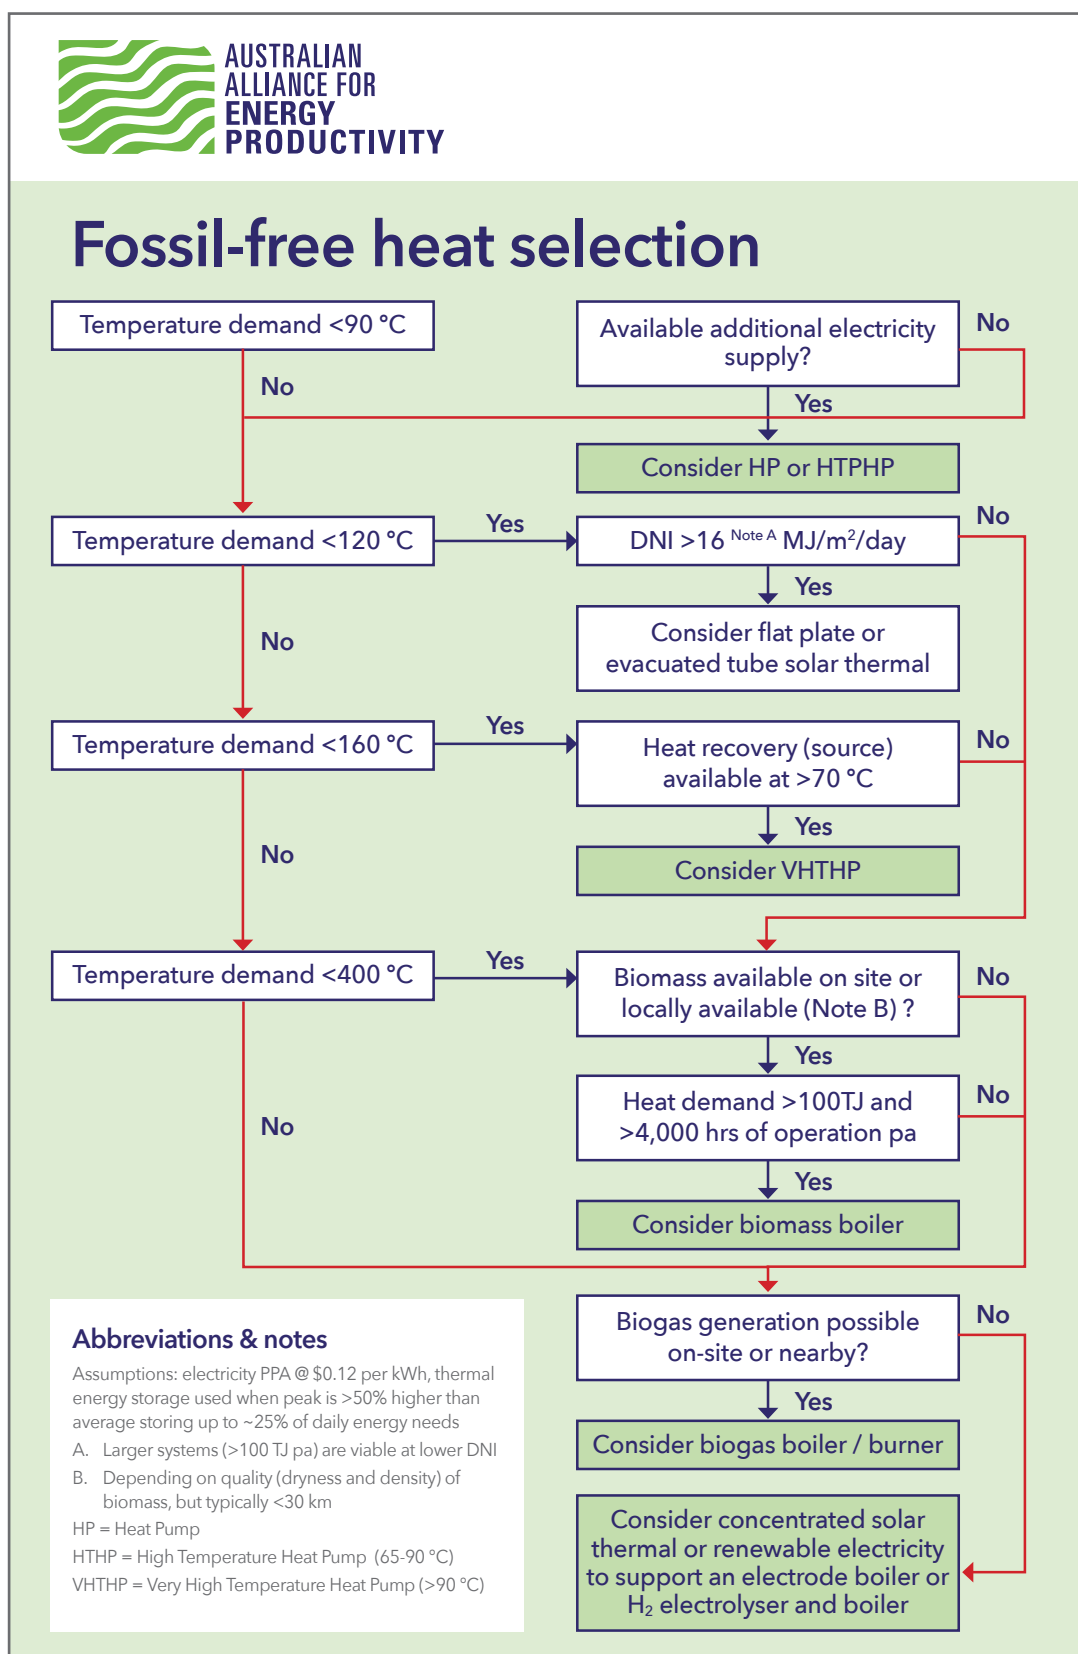 AUSTRALIAN
ALLIANCE FOR
ENERGY
PRODUCTIVITY
Fossil-free heat selection
Temperature demand <90 °C
Available additional electricity
supply?
No
No
Yes
Consider HP or HTPHP
Temperature demand <120 °C
Yes
DNI >16 Note A MJ/m²/day
No
Yes
No
Consider flat plate or
evacuated tube solar thermal
Temperature demand <160 °C
Yes
Heat recovery (source)
available at >70 °C
No
Yes
No
Consider VHTHP
Temperature demand <400 °C
Yes
Biomass available on site or
locally available (Note B) ?
No
Yes
Heat demand >100TJ and
>4,000 hrs of operation pa
No
No
Yes
Consider biomass boiler
Biogas generation possible
on-site or nearby?
No
Yes
Consider biogas boiler / burner
Consider concentrated solar
thermal or renewable electricity
to support an electrode boiler or
H₂ electrolyser and boiler
Abbreviations & notes
Assumptions: electricity PPA @ $0.12 per kWh, thermal
energy storage used when peak is >50% higher than
average storing up to ~25% of daily energy needs
A. Larger systems (>100 TJ pa) are viable at lower DNI
B. Depending on quality (dryness and density) of
biomass, but typically <30 km
HP = Heat Pump
HTHP = High Temperature Heat Pump (65-90 °C)
VHTHP = Very High Temperature Heat Pump (>90 °C)